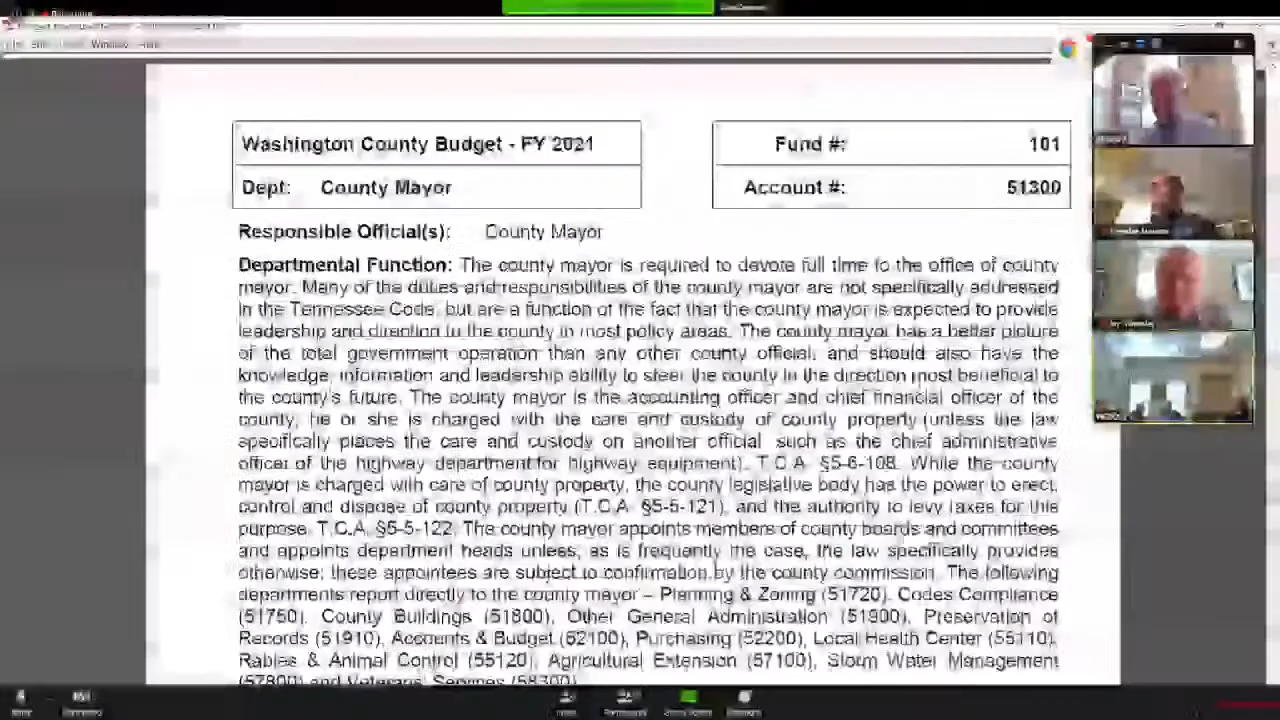 Window
Washington County Budget - FY 2021
Fund #: 101
Dept: County Mayor
Account #: 51300
Responsible Official(s): County Mayor
Departmental Function: The county mayor is required to devote full time to the office of county
mayor. Many of the duties and responsibilities of the county mayor are not specifically addressed
in the Tennessee Code, but are a function of the fact that the county mayor is expected to provide
leadership and direction to the county in most policy areas. The county mayor has a better picture
of the total government operation than any other county official, and should also have the
knowledge, information and leadership ability to steer the county in the direction most beneficial to
the county's future. The county mayor is the accounting officer and chief financial officer of the
county, he or she is charged with the care and custody of county property (unless the law
specifically places the care and custody on another official such as the chief administrative
officer of the highway department for highway equipment). T.C.A. §5-6-108. While the county
mayor is charged with care of county property, the county legislative body has the power to erect,
control and dispose of county property (T.C.A. §5-5-121), and the authority to levy taxes for this
purpose. T.C.A. §5-5-122. The county mayor appoints members of county boards and committees
and appoints department heads unless, as is frequently the case, the law specifically provides
otherwise; these appointees are subject to confirmation by the county commission. The following
departments report directly to the county mayor – Planning & Zoning (51720), Codes Compliance
(51750), County Buildings (51800), Other General Administration (51900), Preservation of
Records (51910), Accounts & Budget (52100), Purchasing (52200), Local Health Center (55110),
Rabies & Animal Control (55120), Agricultural Extension (57100), Storm Water Management
(57800) and Veterans' Services (58300).